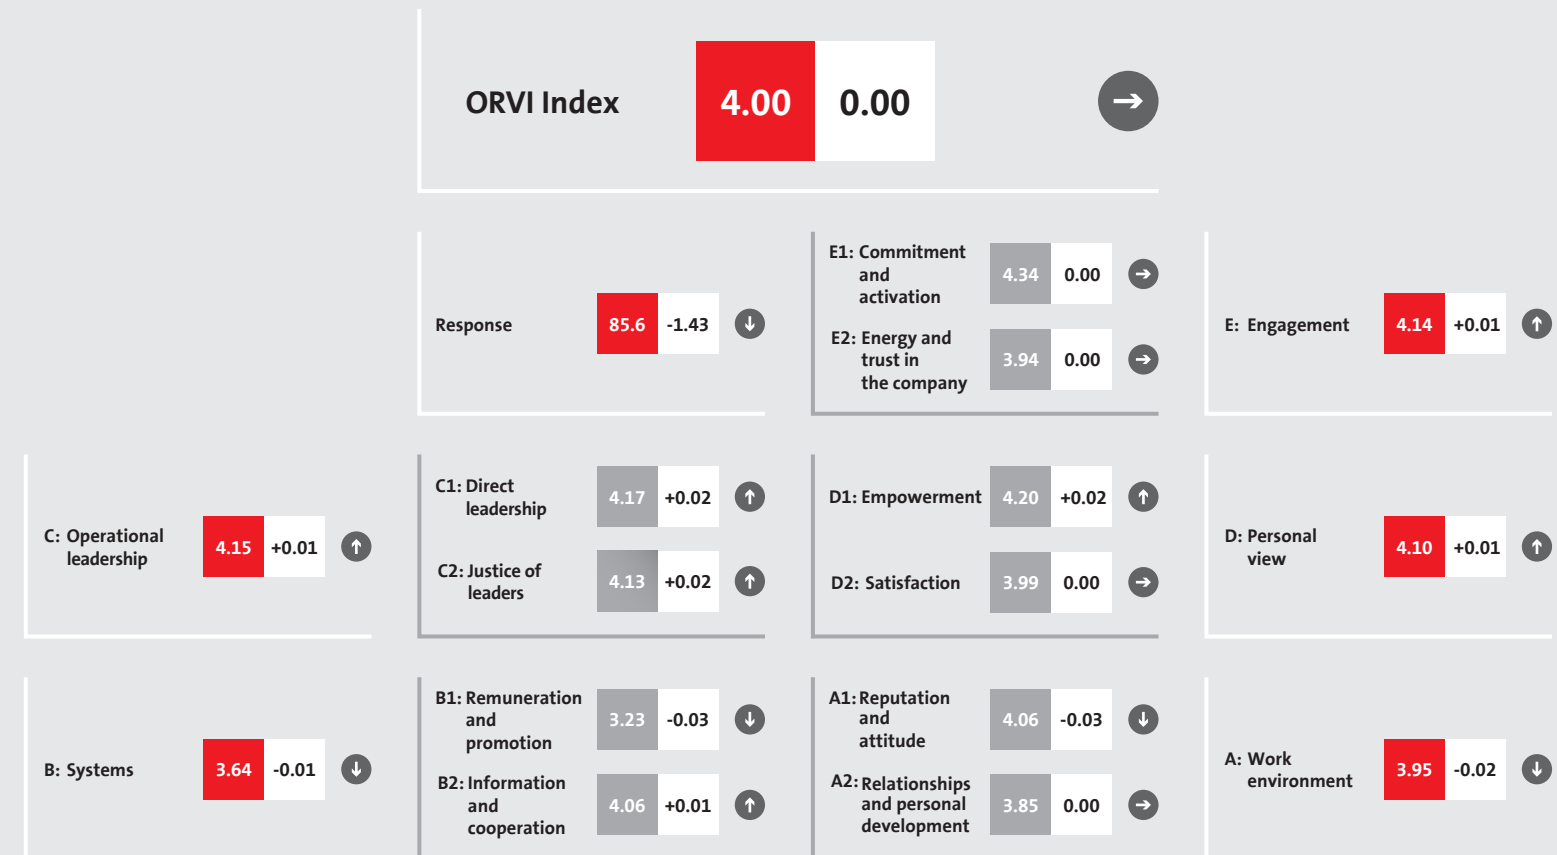 ORVI Index
4.00
0.00
Response
85.6
-1.43
E1: Commitment
and
activation
4.34
0.00
E2: Energy and
trust in
the company
3.94
0.00
E: Engagement
4.14
+0.01
C: Operational
leadership
4.15
+0.01
C1: Direct
leadership
4.17
+0.02
C2: Justice of
leaders
4.13
+0.02
D1: Empowerment
4.20
+0.02
D2: Satisfaction
3.99
0.00
D: Personal
view
4.10
+0.01
B: Systems
3.64
-0.01
B1: Remuneration
and
promotion
3.23
-0.03
B2: Information
and
cooperation
4.06
+0.01
A1: Reputation
and
attitude
4.06
-0.03
A2: Relationships
and personal
development
3.85
0.00
A: Work
environment
3.95
-0.02